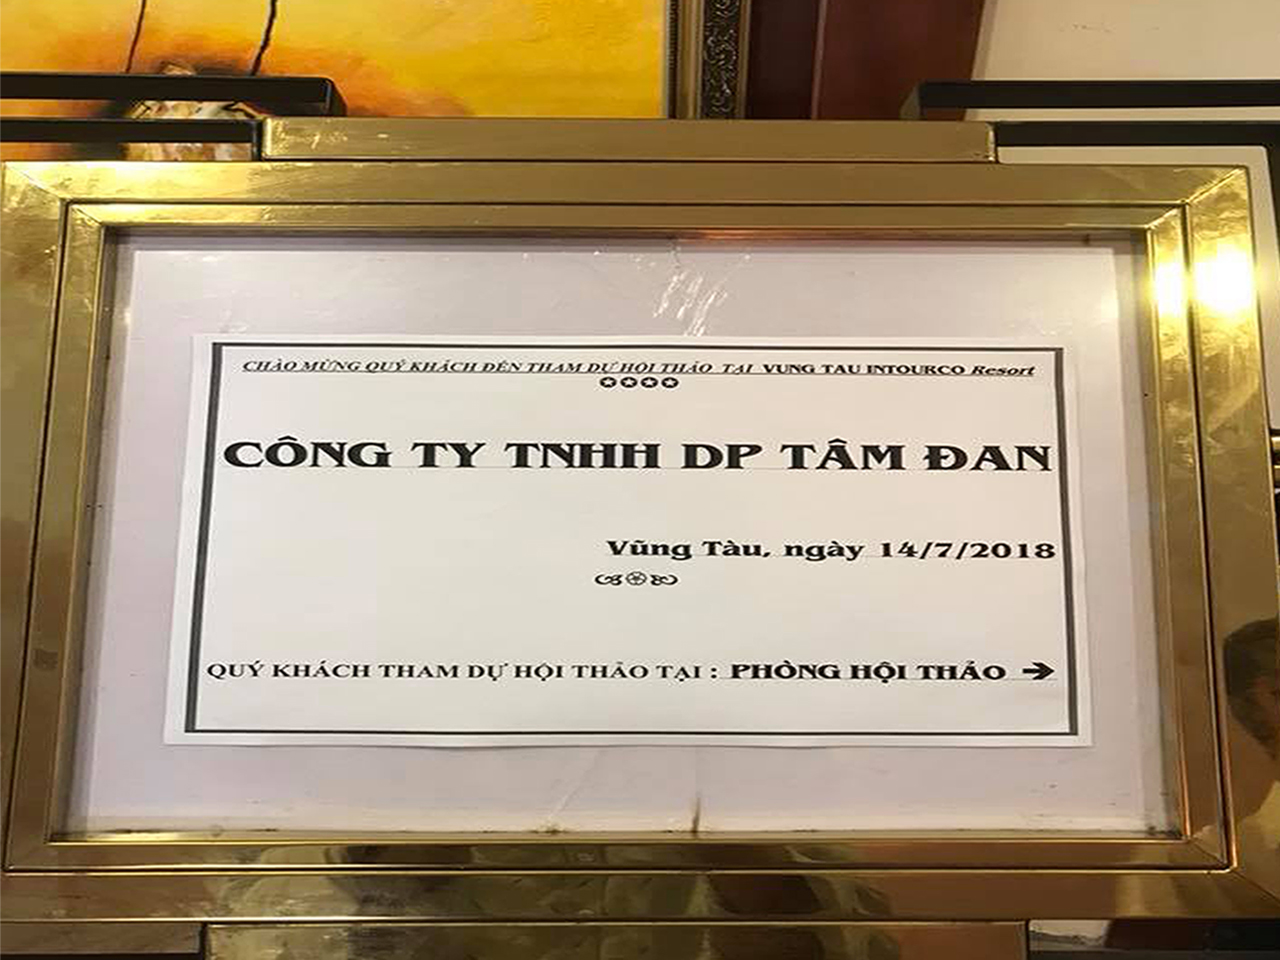 CHÀO MỪNG QUÝ KHÁCH ĐẾN THAM DỰ HỘI THẢO TẠI VUNG TAU INTOURCO Resort
✪✪✪✪
CÔNG TY TNHH DP TÂM ĐAN
Vũng Tàu, ngày 14/7/2018
QUÝ KHÁCH THAM DỰ HỘI THẢO TẠI : PHÒNG HỘI THẢO ➔